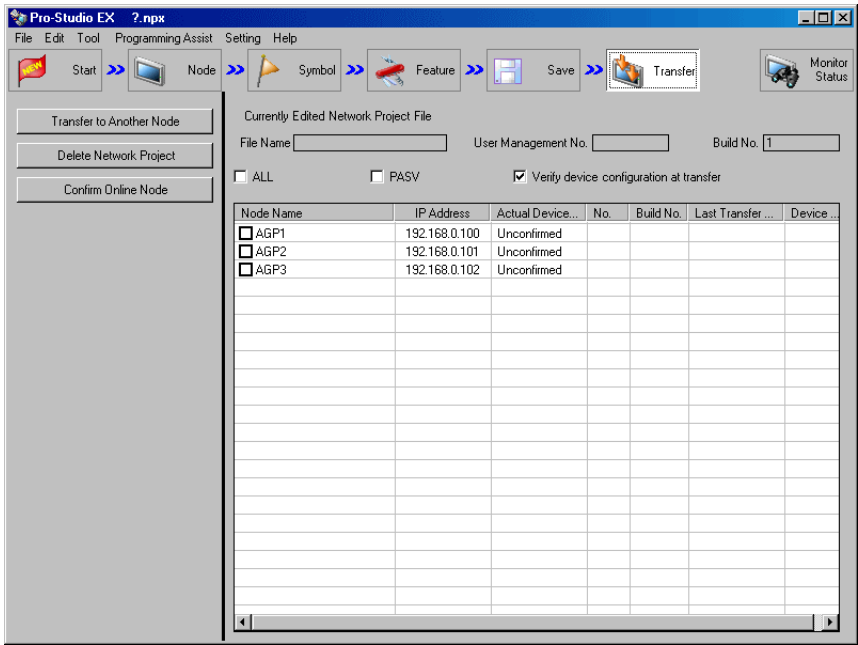 Pro-Studio EX ?.npx
File Edit Tool Programming Assist Setting Help
NEW Start Node Symbol Feature Save Transfer Monitor Status
Transfer to Another Node
Delete Network Project
Confirm Online Node
Currently Edited Network Project File
File Name User Management No. Build No. 1
ALL PASV Verify device configuration at transfer
Node Name IP Address Actual Device... No. Build No. Last Transfer ... Device ...
AGP1 192.168.0.100 Unconfirmed
AGP2 192.168.0.101 Unconfirmed
AGP3 192.168.0.102 Unconfirmed